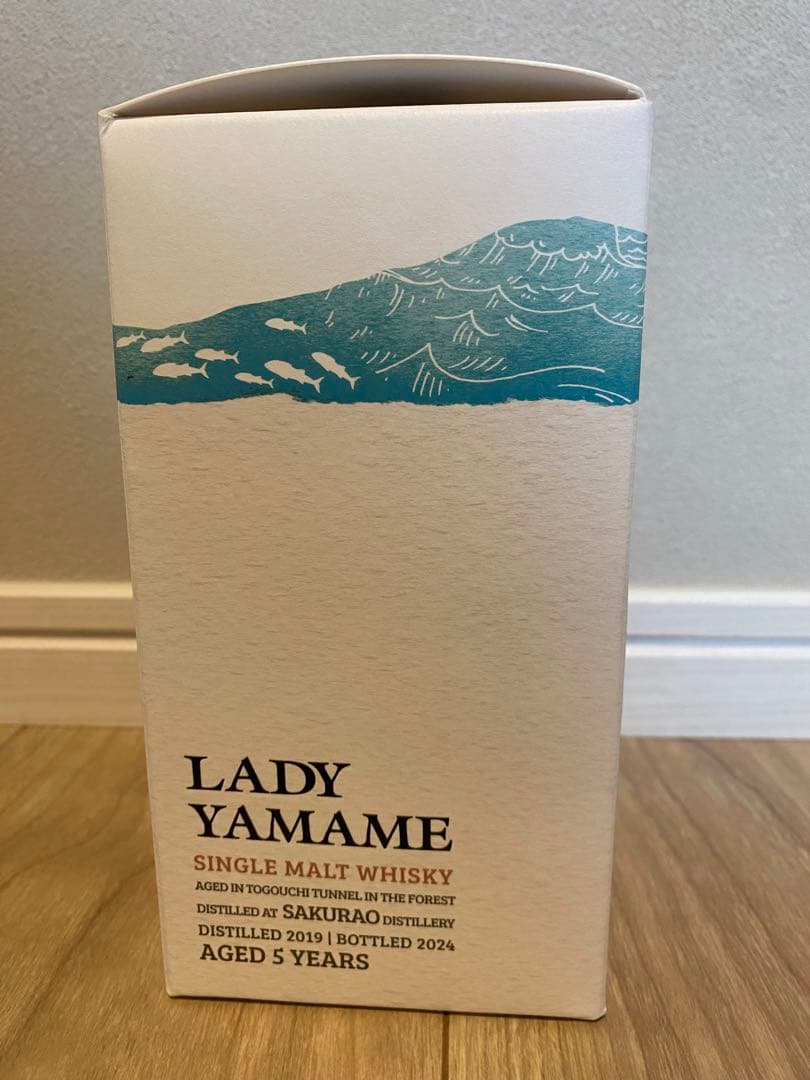 LADY
YAMAME
SINGLE MALT WHISKY
AGED IN TOGOUCHI TUNNEL IN THE FOREST
DISTILLED AT SAKURAO DISTILLERY
DISTILLED 2019 | BOTTLED 2024
AGED 5 YEARS